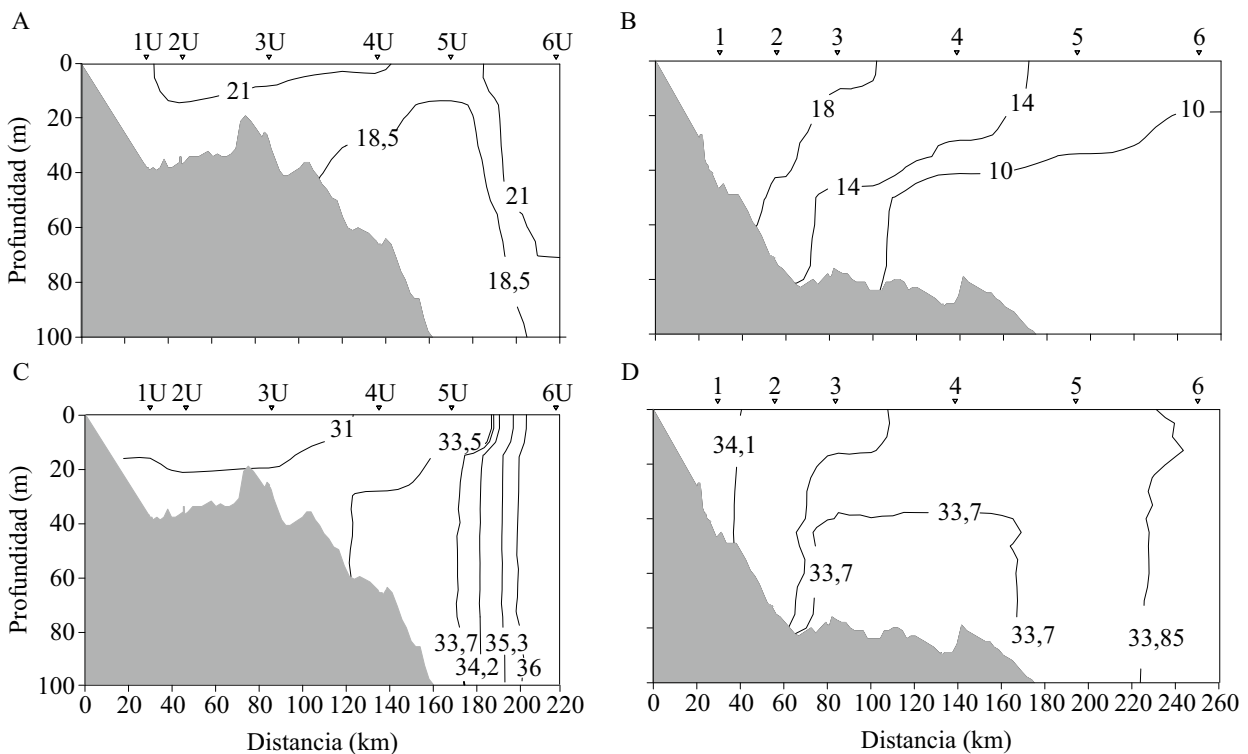 A
1U 2U 3U 4U 5U 6U
0
20
40
60
80
100
Profundidad (m)
21
18,5
21
18,5
B
1 2 3 4 5 6
18
14
10
14
10
C
1U 2U 3U 4U 5U 6U
0
20
40
60
80
100
Profundidad (m)
31
33,5
33,7 35,3
34,2 36
0 20 40 60 80 100 120 140 160 180 200 220
Distancia (km)
D
1 2 3 4 5 6
34,1
33,7
33,7
33,7 33,85
0 20 40 60 80 100 120 140 160 180 200 220 240 260
Distancia (km)